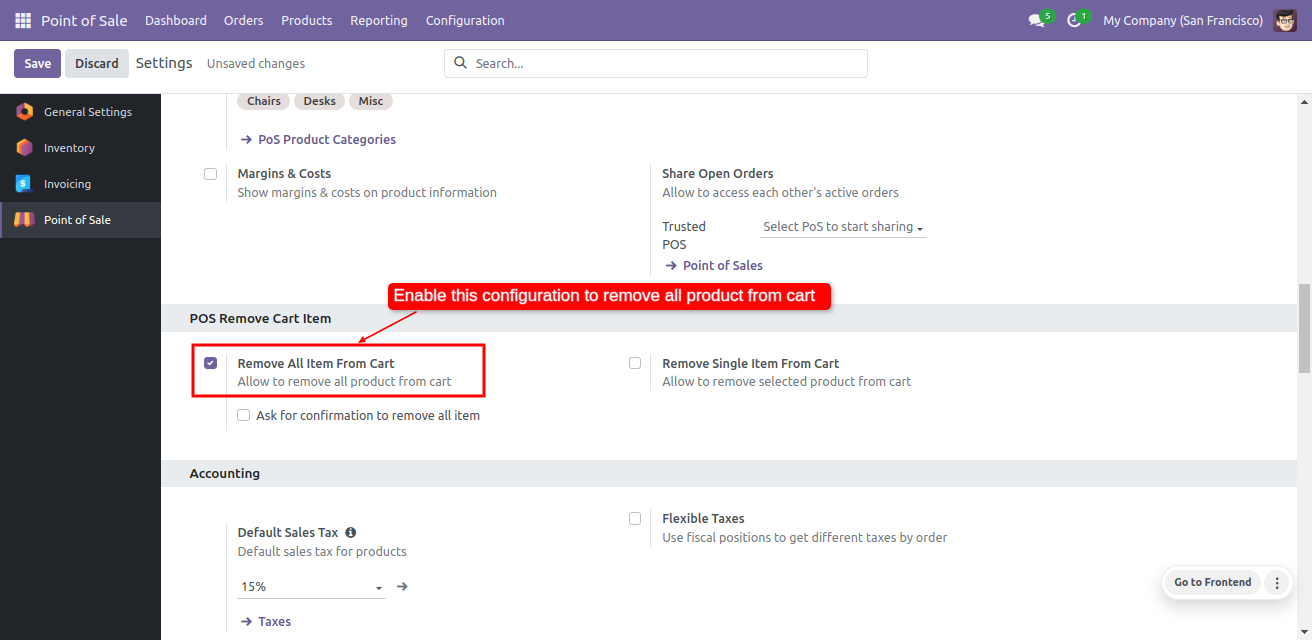 Point of Sale Dashboard Orders Products Reporting Configuration 5 1 My Company (San Francisco)
Save Discard Settings Unsaved changes Search...
General Settings
Inventory
Invoicing
Point of Sale
Chairs Desks Misc
PoS Product Categories
Margins & Costs
Show margins & costs on product information
Share Open Orders
Allow to access each other's active orders
Trusted
POS
Select PoS to start sharing
Point of Sales
Enable this configuration to remove all product from cart
POS Remove Cart Item
Remove All Item From Cart
Allow to remove all product from cart
Ask for confirmation to remove all item
Remove Single Item From Cart
Allow to remove selected product from cart
Accounting
Default Sales Tax
Default sales tax for products
15%
Taxes
Flexible Taxes
Use fiscal positions to get different taxes by order
Go to Frontend